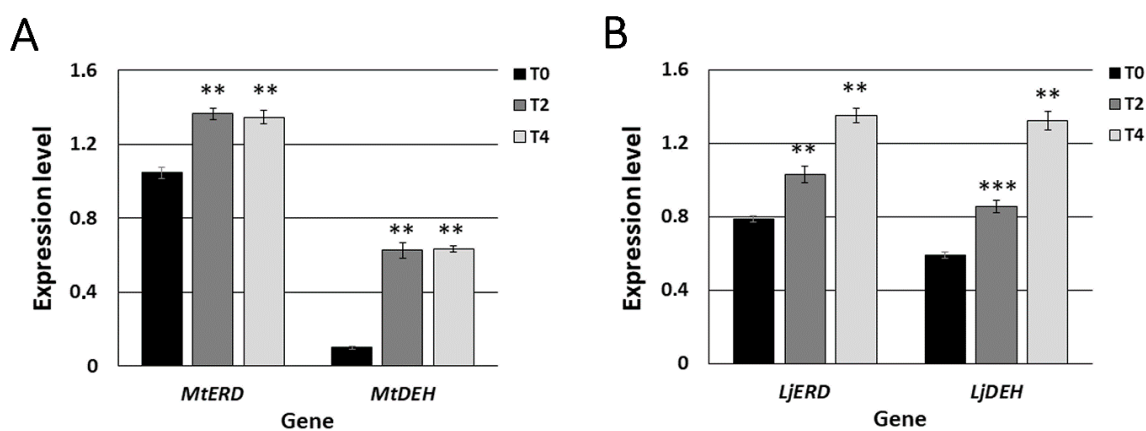 A
Expression level
1.6
1.2
0.8
0.4
0
** **
** **
MtERD MtDEH
Gene
T0
T2
T4
B
Expression level
1.6
1.2
0.8
0.4
0
** **
*** **
LjERD LjDEH
Gene
T0
T2
T4